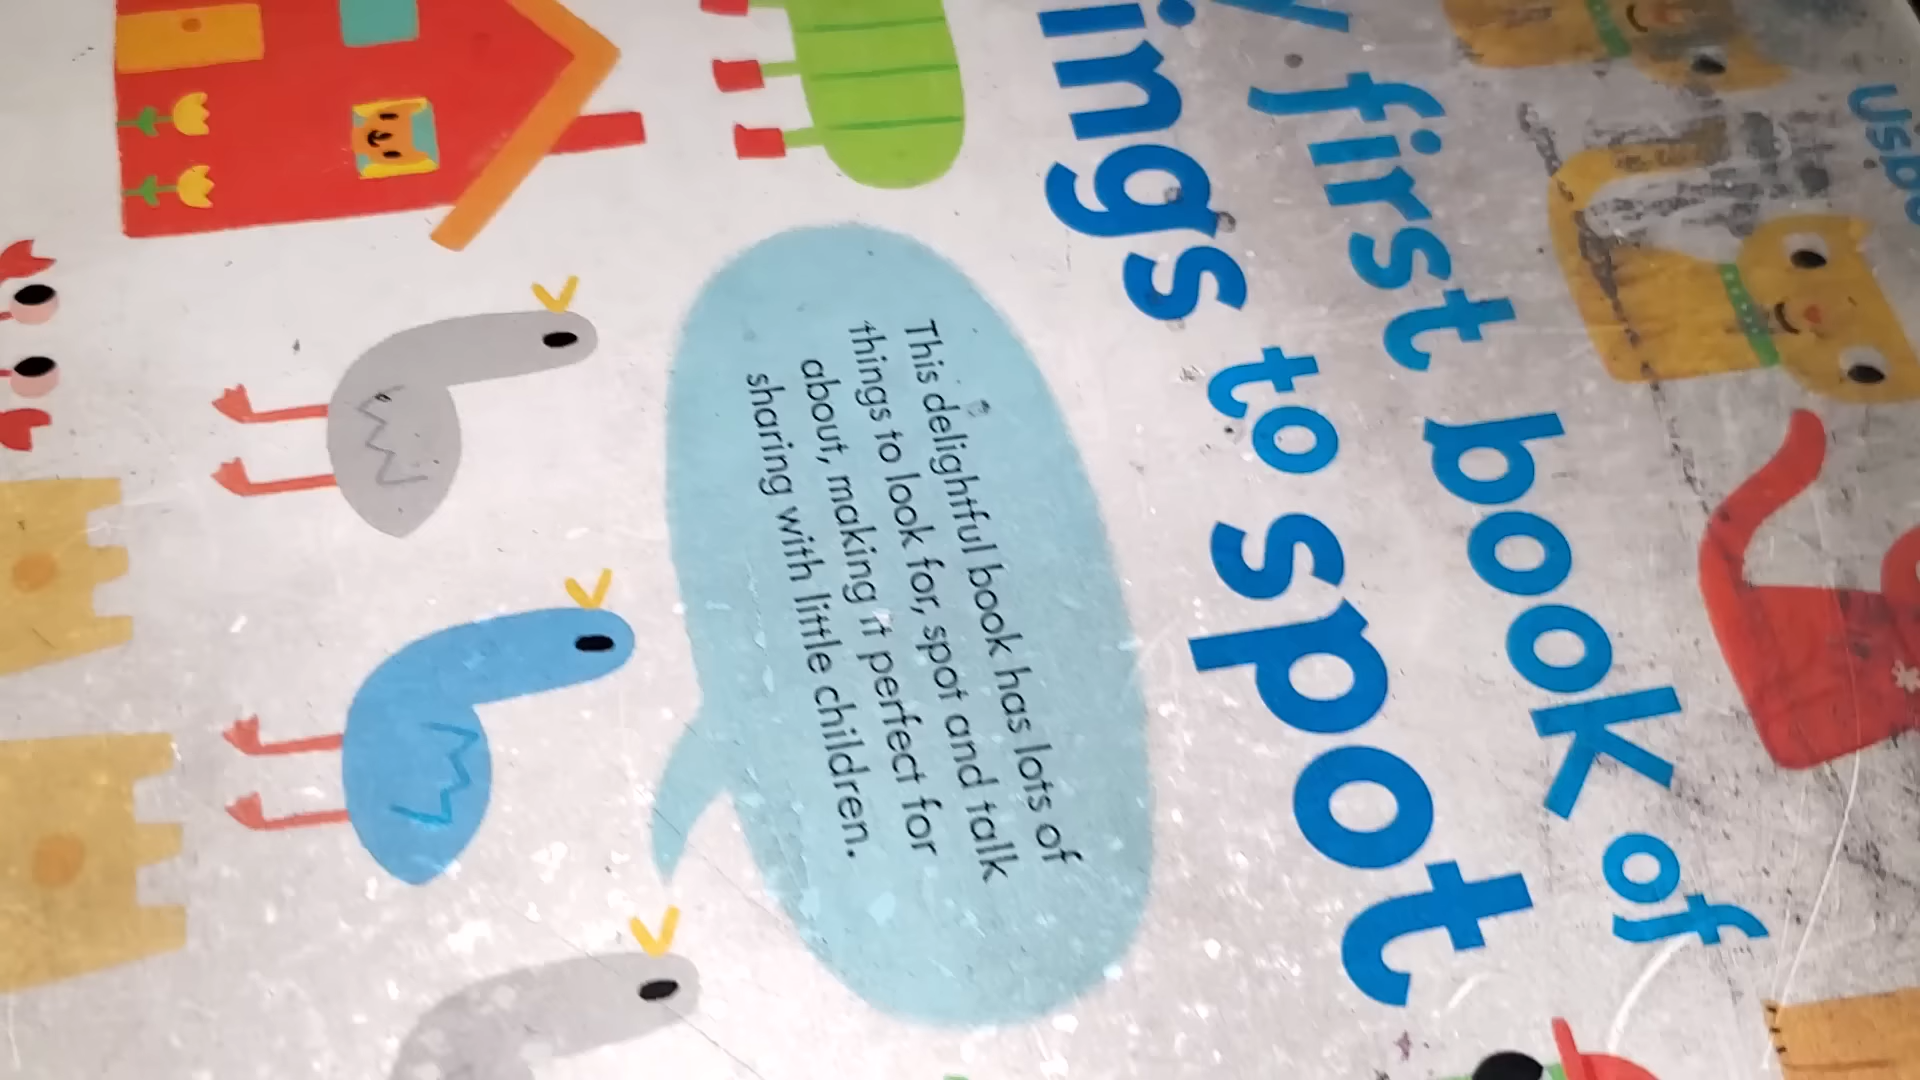 first book of
ings to spot
This delightful book has lots of
things to look for, spot and talk
about, making it perfect for
sharing with little children.